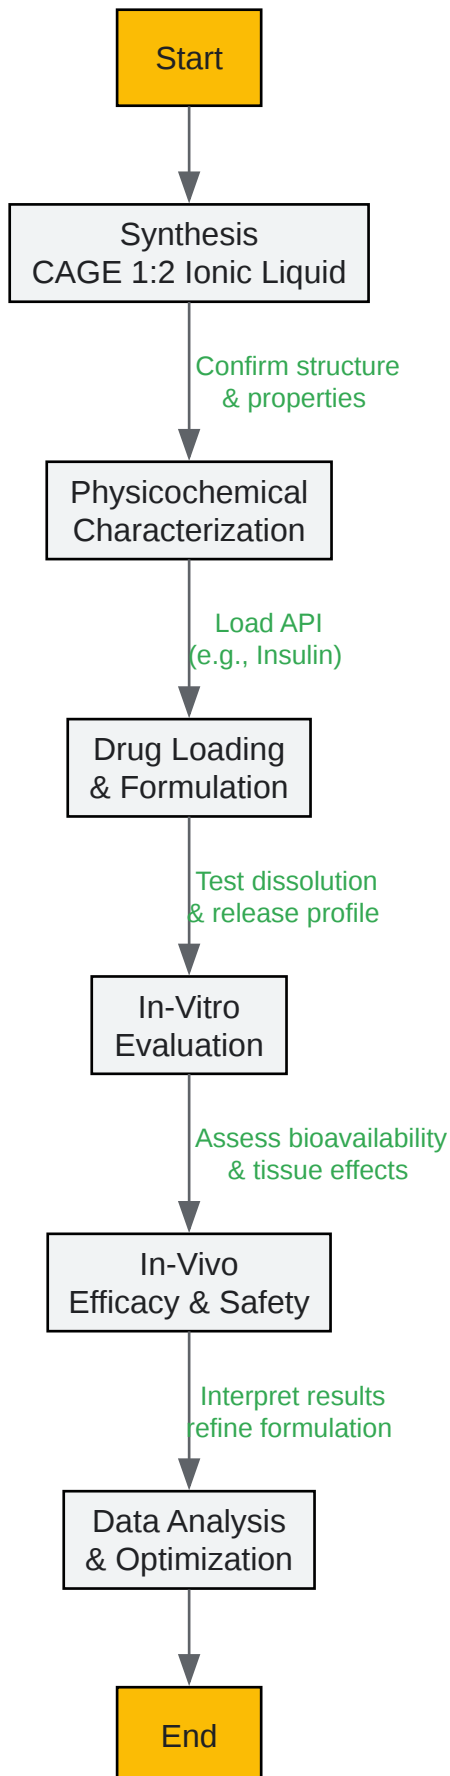 Start
Synthesis
CAGE 1:2 Ionic Liquid
Confirm structure
& properties
Physicochemical
Characterization
Load API
(e.g., Insulin)
Drug Loading
& Formulation
Test dissolution
& release profile
In-Vitro
Evaluation
Assess bioavailability
& tissue effects
In-Vivo
Efficacy & Safety
Interpret results
refine formulation
Data Analysis
& Optimization
End